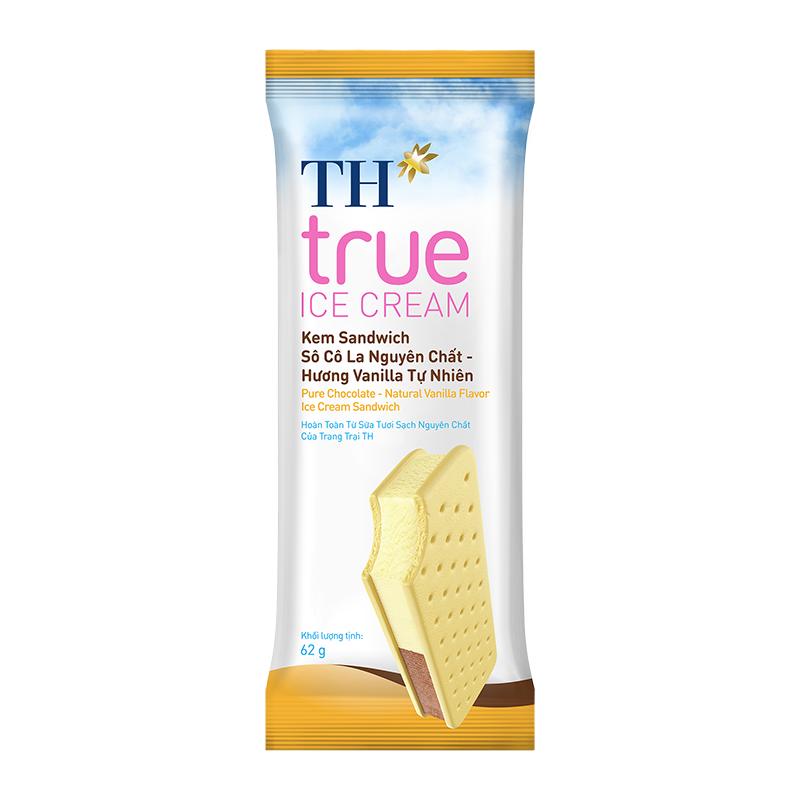 TH
true
ICE CREAM
Kem Sandwich
Sô Cô La Nguyên Chất -
Hương Vanilla Tự Nhiên
Pure Chocolate - Natural Vanilla Flavor
Ice Cream Sandwich
Hoàn Toàn Từ Sữa Tươi Sạch Nguyên Chất
Của Trang Trại TH
Khối lượng tịnh:
62 g